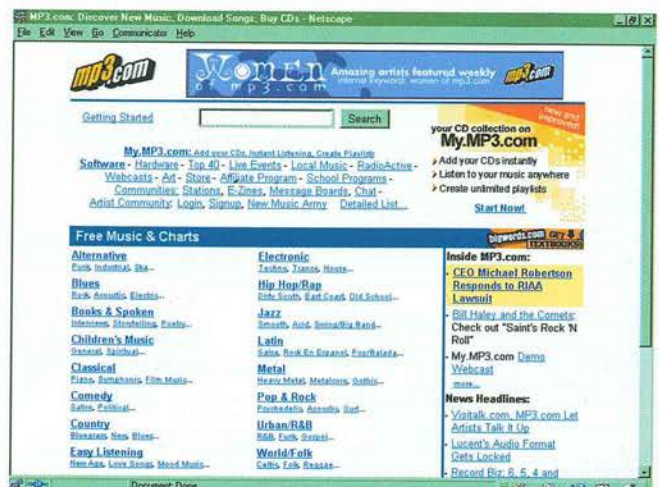 MP3.com: Discover New Music, Download Songs, Buy CDs - Netscape
File Edit View Go Communicator Help
mp3.com
Women
of mp3.com
Amazing artists featured weekly
internet keyword: women of mp3.com
mp3.com
Getting Started
Search
New and improved!
your CD collection on
My.MP3.com
Add your CDs instantly
Listen to your music anywhere
Create unlimited playlists
Start Now!
My.MP3.com: Add your CDs, Instant Listening, Create Playlists
Software - Hardware - Top 40 - Live Events - Local Music - RadioActive -
Webcasts - Art - Store - Affiliate Program - School Programs -
Communities: Stations, E-Zines, Message Boards, Chat -
Artist Community: Login, Signup, New Music Army Detailed List...
Free Music & Charts
bigwords.com GET
TEXTBOOKS!
Alternative
Punk, Industrial, Ska...
Blues
Rock, Acoustic, Electric...
Books & Spoken
Interviews, Storytelling, Poetry...
Children's Music
General, Spiritual...
Classical
Piano, Symphonic, Film Music...
Comedy
Satire, Political...
Country
Bluegrass, New, Blues...
Easy Listening
New Age, Love Songs, Mood Music...
Electronic
Techno, Trance, House...
Hip Hop/Rap
Dirty South, East Coast, Old School...
Jazz
Smooth, Acid, Swing/Big Band...
Latin
Salsa, Rock En Espanol, Pop/Balada...
Metal
Heavy Metal, Metalcore, Gothic...
Pop & Rock
Psychedelic, Acoustic, Surf...
Urban/R&B
R&B, Funk, Gospel...
World/Folk
Celtic, Folk, Reggae...
Inside MP3.com:
- CEO Michael Robertson
Responds to RIAA
Lawsuit
- Bill Haley and the Comets:
Check out "Saint's Rock 'N
Roll"
- My.MP3.com Demo
Webcast
more...
News Headlines:
- Visitalk.com, MP3.com Let
Artists Talk It Up
- Lucent's Audio Format
Gets Locked
- Record Biz: 6, 5, 4 and
Document: Done